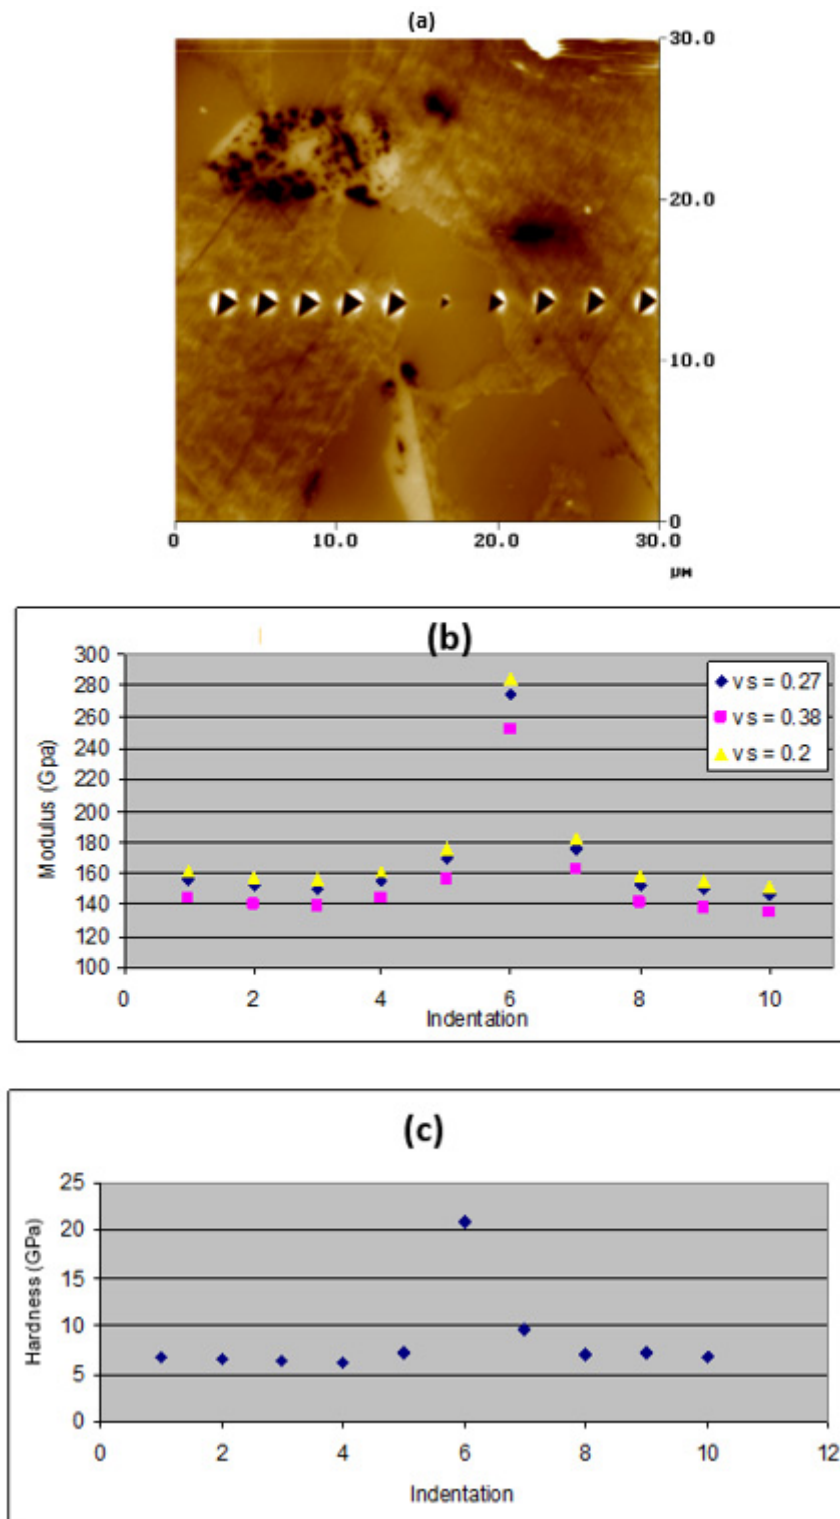 (a)
30.0
20.0
10.0
0
0 10.0 20.0 30.0
µM
(b)
300
280
260
240
220
200
180
160
140
120
100
Modulus (Gpa)
v s = 0.27
v s = 0.38
v s = 0.2
0 2 4 6 8 10
Indentation
(c)
25
20
15
10
5
0
Hardness (GPa)
0 2 4 6 8 10 12
Indentation